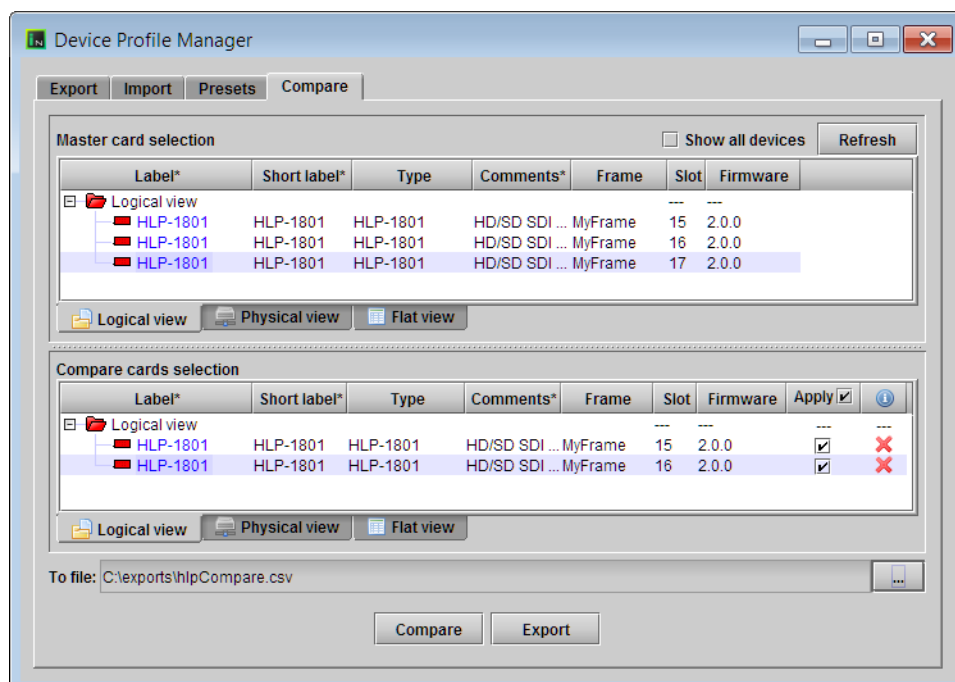 Device Profile Manager
Export Import Presets Compare
Master card selection Show all devices Refresh
Label* Short label* Type Comments* Frame Slot Firmware
Logical view --- ---
HLP-1801 HLP-1801 HLP-1801 HD/SD SDI ... MyFrame 15 2.0.0
HLP-1801 HLP-1801 HLP-1801 HD/SD SDI ... MyFrame 16 2.0.0
HLP-1801 HLP-1801 HLP-1801 HD/SD SDI ... MyFrame 17 2.0.0
Logical view Physical view Flat view
Compare cards selection
Label* Short label* Type Comments* Frame Slot Firmware Apply
Logical view --- --- --- ---
HLP-1801 HLP-1801 HLP-1801 HD/SD SDI ... MyFrame 15 2.0.0
HLP-1801 HLP-1801 HLP-1801 HD/SD SDI ... MyFrame 16 2.0.0
Logical view Physical view Flat view
To file: C:\exports\hlpCompare.csv ...
Compare Export